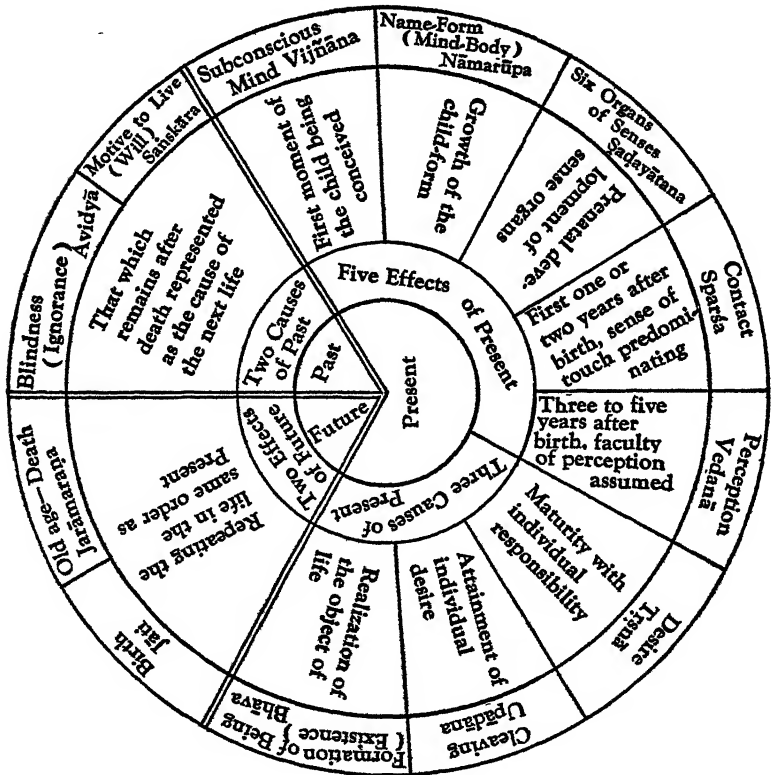 Blindness
(Ignorance)
Avidyā
Motive to Live
(Will)
Sańskāra
Subconscious
Mind Vijñāna
Name-Form
(Mind-Body)
Nāmarūpa
Six Organs
of Senses
Ṣaḍayātana
Contact
Sparśa
Perception
Vedanā
Desire
Tṛṣṇā
Cleaving
Upādāna
Formation of Being
(Existence)
Bhāva
Birth
Jāti
Old age—Death
Jarāmaraṇa
That which
remains after
death represented
as the cause of
the next life
First moment of
the child being
conceived
Growth of the
child-form
Prenatal deve-
lopment of
sense organs
First one or
two years after
birth, sense of
touch predomi-
nating
Three to five
years after
birth. faculty
of perception
assumed
Maturity with
individual
responsibility
Attainment of
individual
desire
Realization of
the object of
life
Repeating the
life in the
same order as
Present
Two Causes
of Past
Five Effects
of Present
Three Causes of
Present
Two Effects
of Future
Past
Present
Future